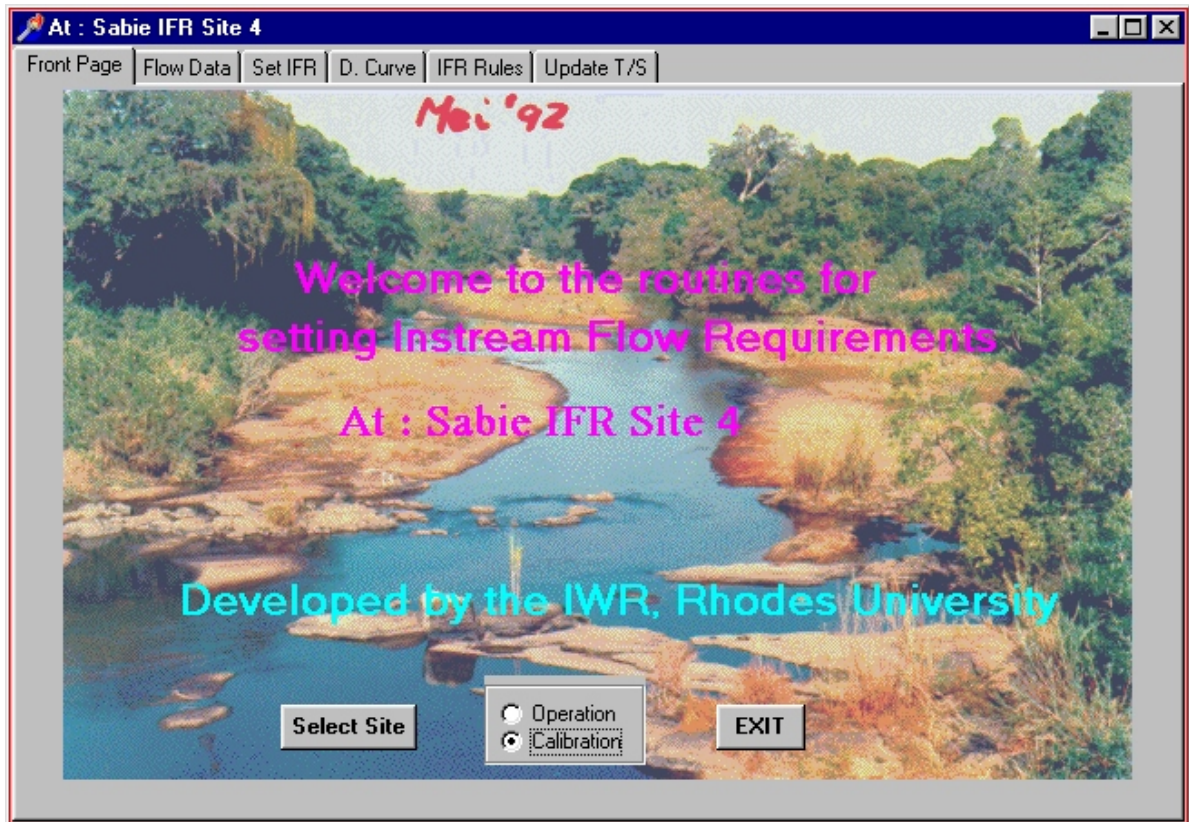 At : Sabie IFR Site 4
Front Page Flow Data Set IFR D. Curve IFR Rules Update T/S
Mei '92
Welcome to the routines for
setting Instream Flow Requirements
At : Sabie IFR Site 4
Developed by the IWR, Rhodes University
Select Site
Operation
Calibration
EXIT